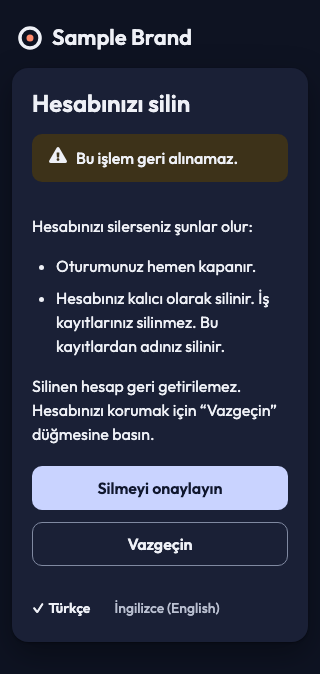 Sample Brand
Hesabınızı silin
Bu işlem geri alınamaz.
Hesabınızı silerseniz şunlar olur:
• Oturumunuz hemen kapanır.
• Hesabınız kalıcı olarak silinir. İş
kayıtlarınız silinmez. Bu
kayıtlardan adınız silinir.
Silinen hesap geri getirilemez.
Hesabınızı korumak için “Vazgeçin”
düğmesine basın.
Silmeyi onaylayın
Vazgeçin
Türkçe İngilizce (English)